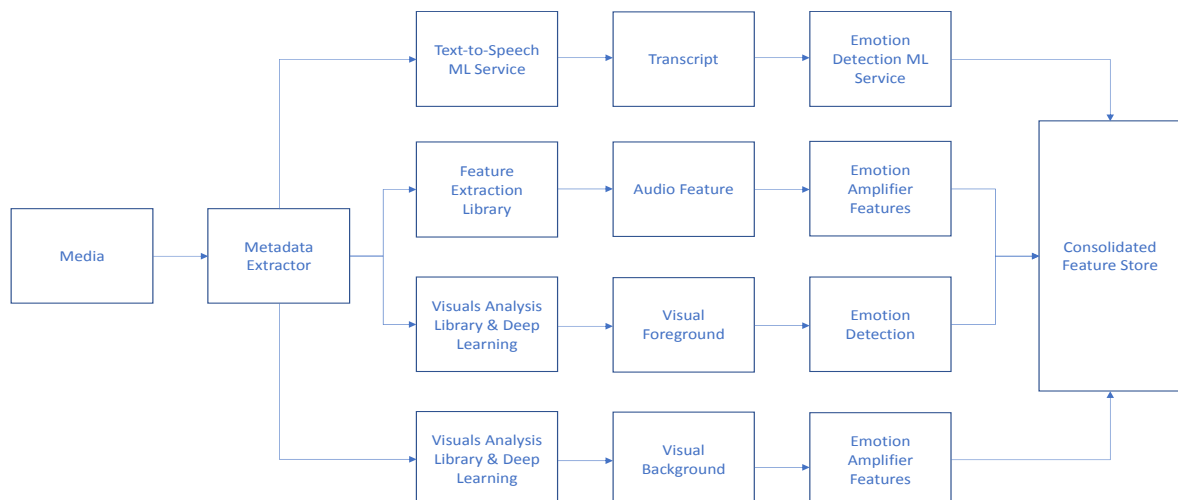 Text-to-Speech
ML Service
Transcript
Emotion
Detection ML
Service
Feature
Extraction
Library
Audio Feature
Emotion
Amplifier
Features
Media
Metadata
Extractor
Consolidated
Feature Store
Visuals Analysis
Library & Deep
Learning
Visual
Foreground
Emotion
Detection
Visuals Analysis
Library & Deep
Learning
Visual
Background
Emotion
Amplifier
Features